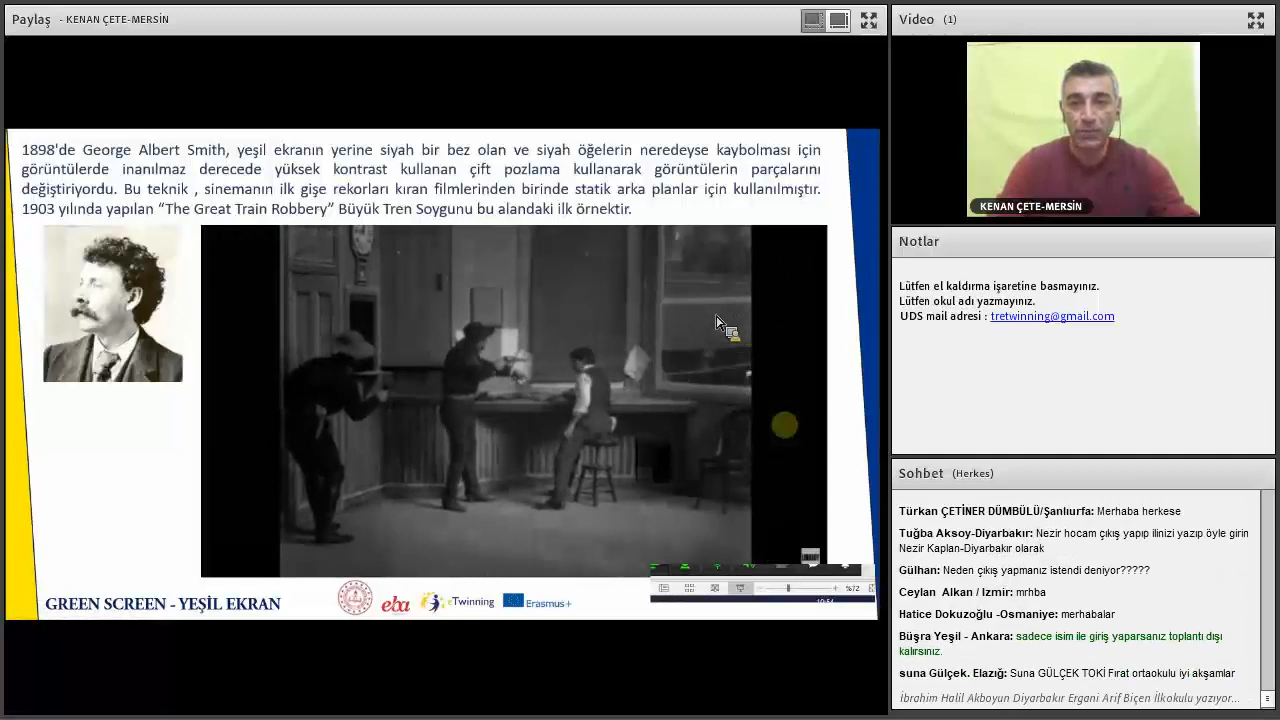 Paylaş - KENAN ÇETE-MERSİN
1898'de George Albert Smith, yeşil ekranın yerine siyah bir bez olan ve siyah öğelerin neredeyse kaybolması için
görüntülerde inanılmaz derecede yüksek kontrast kullanan çift pozlama kullanarak görüntülerin parçalarını
değiştiriyordu. Bu teknik , sinemanın ilk gişe rekorları kıran filmlerinden birinde statik arka planlar için kullanılmıştır.
1903 yılında yapılan “The Great Train Robbery” Büyük Tren Soygunu bu alandaki ilk örnektir.
GREEN SCREEN - YEŞİL EKRAN
eba
eTwinning
Erasmus+
%72
Video (1)
KENAN ÇETE-MERSİN
Notlar
Lütfen el kaldırma işaretine basmayınız.
Lütfen okul adı yazmayınız.
UDS mail adresi : tretwinning@gmail.com
Sohbet (Herkes)
Türkan ÇETİNER DÜMBÜLÜ/Şanlıurfa: Merhaba herkese
Tuğba Aksoy-Diyarbakır: Nezir hocam çıkış yapıp ilinizi yazıp öyle girin
Nezir Kaplan-Diyarbakır olarak
Gülhan: Neden çıkış yapmanız istendi deniyor?????
Ceylan Alkan / Izmir: mrhba
Hatice Dokuzoğlu -Osmaniye: merhabalar
Büşra Yeşil - Ankara: sadece isim ile giriş yaparsanız toplantı dışı
kalırsınız.
suna Gülçek. Elazığ: Suna GÜLÇEK TOKİ Fırat ortaokulu iyi akşamlar
İbrahim Halil Akboyun Diyarbakır Ergani Arif Biçen İlkokulu yazıyor...